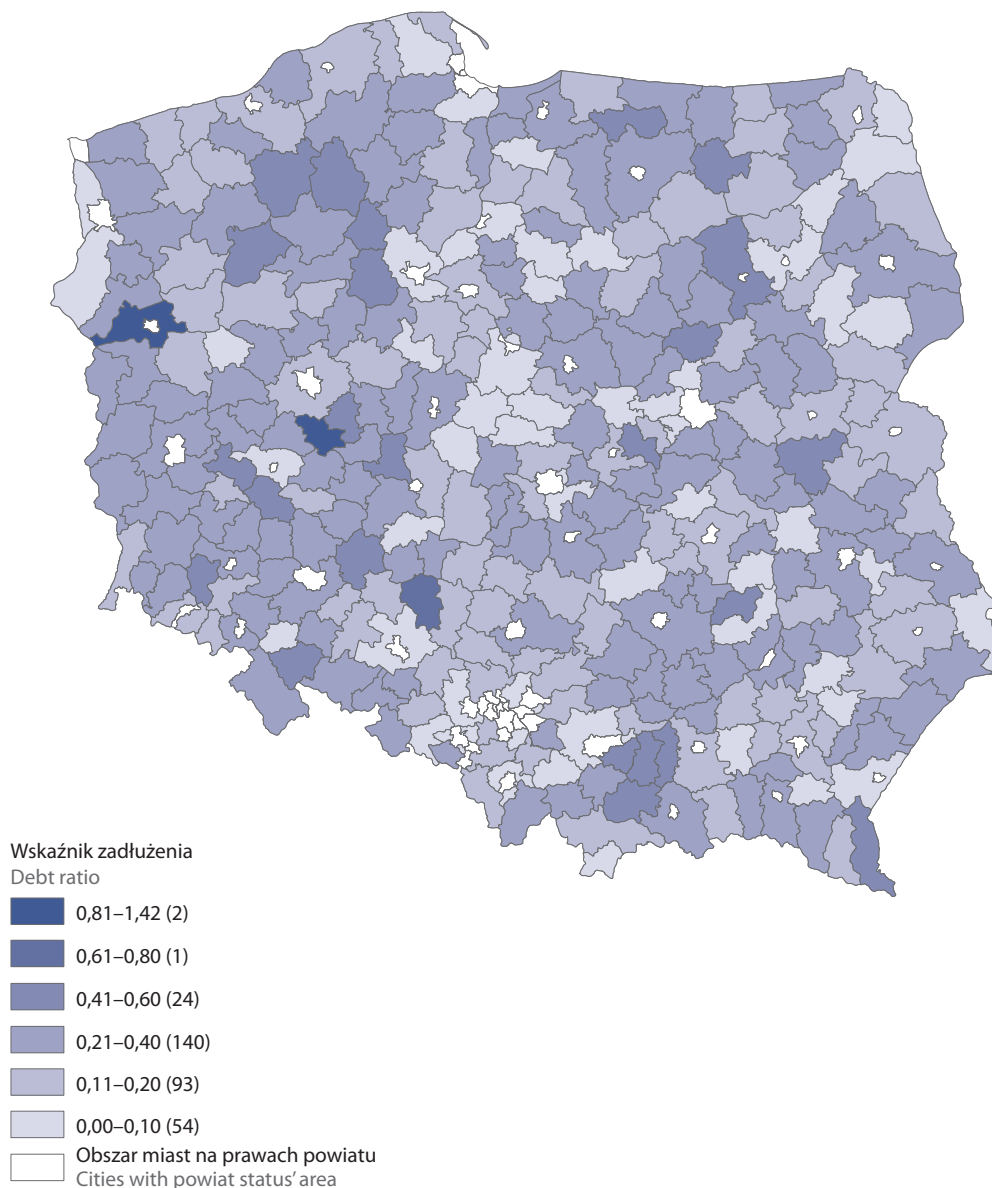 Wskaźnik zadłużenia
Debt ratio
0,81–1,42 (2)
0,61–0,80 (1)
0,41–0,60 (24)
0,21–0,40 (140)
0,11–0,20 (93)
0,00–0,10 (54)
Obszar miast na prawach powiatu
Cities with powiat status’ area